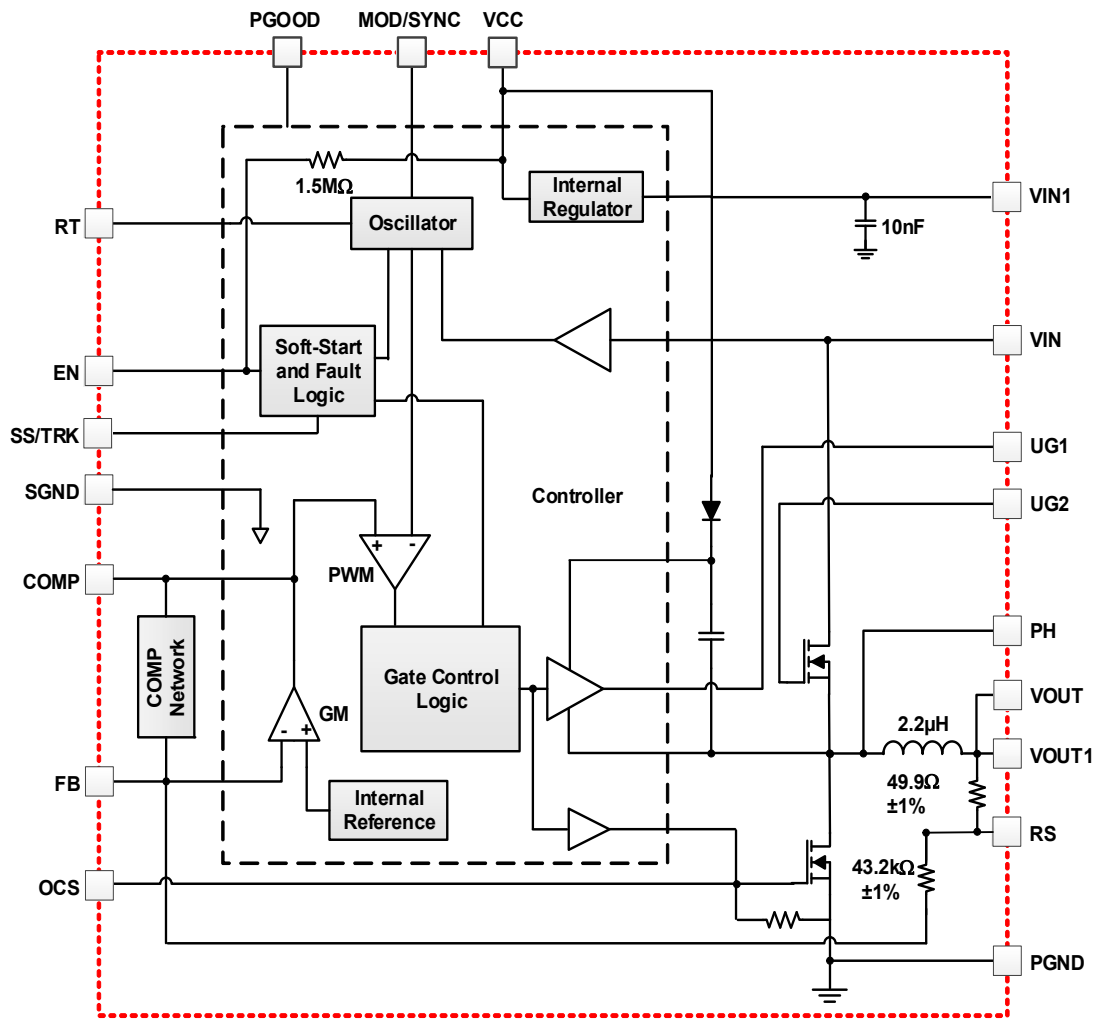 PGOOD
MOD/SYNC
VCC
1.5MΩ
Internal
Regulator
VIN1
10nF
RT
Oscillator
VIN
Soft-Start
and Fault
Logic
EN
SS/TRK
UG1
SGND
Controller
UG2
+
-
PWM
COMP
COMP
Network
Gate Control
Logic
PH
VOUT
GM
-
+
2.2µH
VOUT1
FB
49.9Ω
±1%
Internal
Reference
RS
43.2kΩ
±1%
OCS
PGND